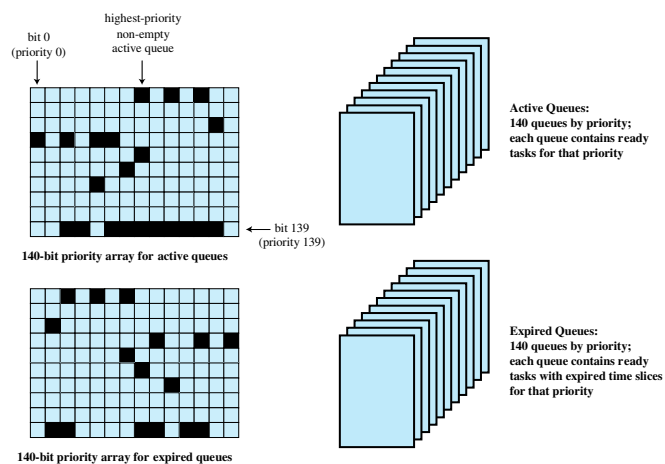 highest-priority
non-empty
active queue
bit 0
(priority 0)
Active Queues:
140 queues by priority;
each queue contains ready
tasks for that priority
bit 139
(priority 139)
140-bit priority array for active queues
Expired Queues:
140 queues by priority;
each queue contains ready
tasks with expired time slices
for that priority
140-bit priority array for expired queues